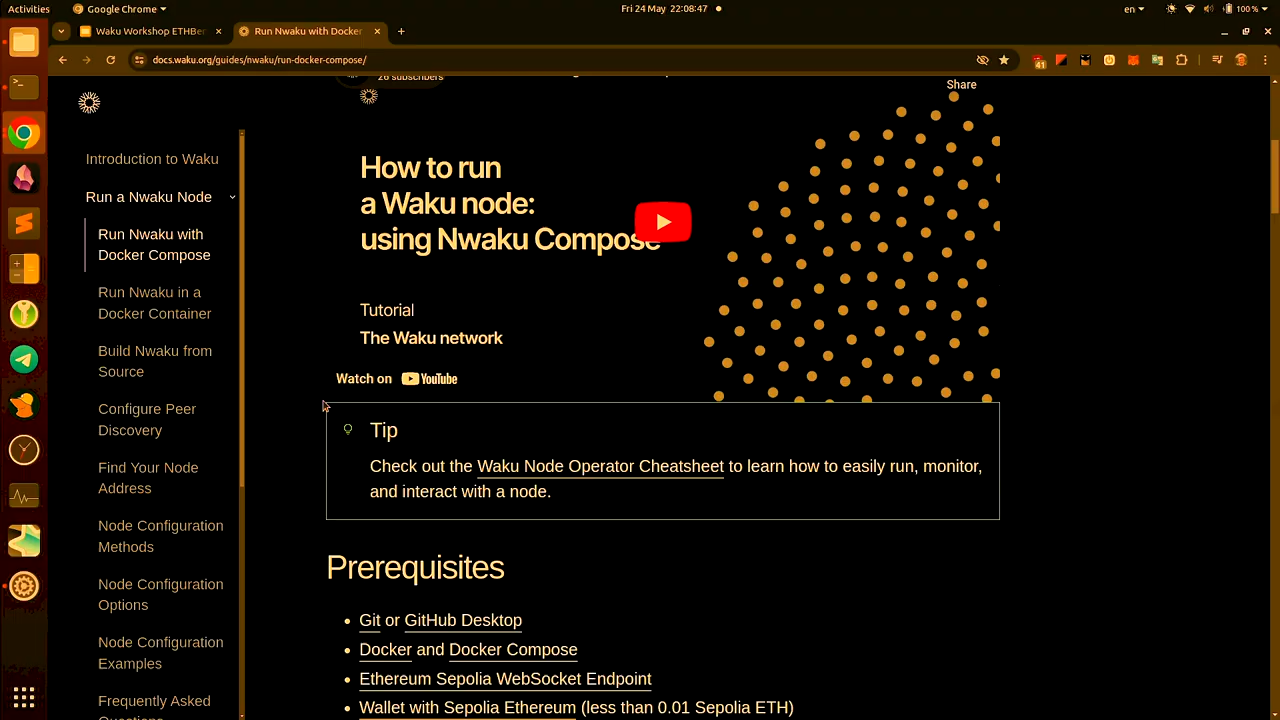 Activities
Google Chrome
Fri 24 May 22:08:47
en
100 %
Waku Workshop ETHBer
Run Nwaku with Docker
docs.waku.org/guides/nwaku/run-docker-compose/
41
26 subscribers
Share
Introduction to Waku
Run a Nwaku Node
Run Nwaku with
Docker Compose
Run Nwaku in a
Docker Container
Build Nwaku from
Source
Configure Peer
Discovery
Find Your Node
Address
Node Configuration
Methods
Node Configuration
Options
Node Configuration
Examples
Frequently Asked
Questions
How to run
a Waku node:
using Nwaku Compose
Tutorial
The Waku network
Watch on YouTube
Tip
Check out the Waku Node Operator Cheatsheet to learn how to easily run, monitor,
and interact with a node.
Prerequisites
Git or GitHub Desktop
Docker and Docker Compose
Ethereum Sepolia WebSocket Endpoint
Wallet with Sepolia Ethereum (less than 0.01 Sepolia ETH)